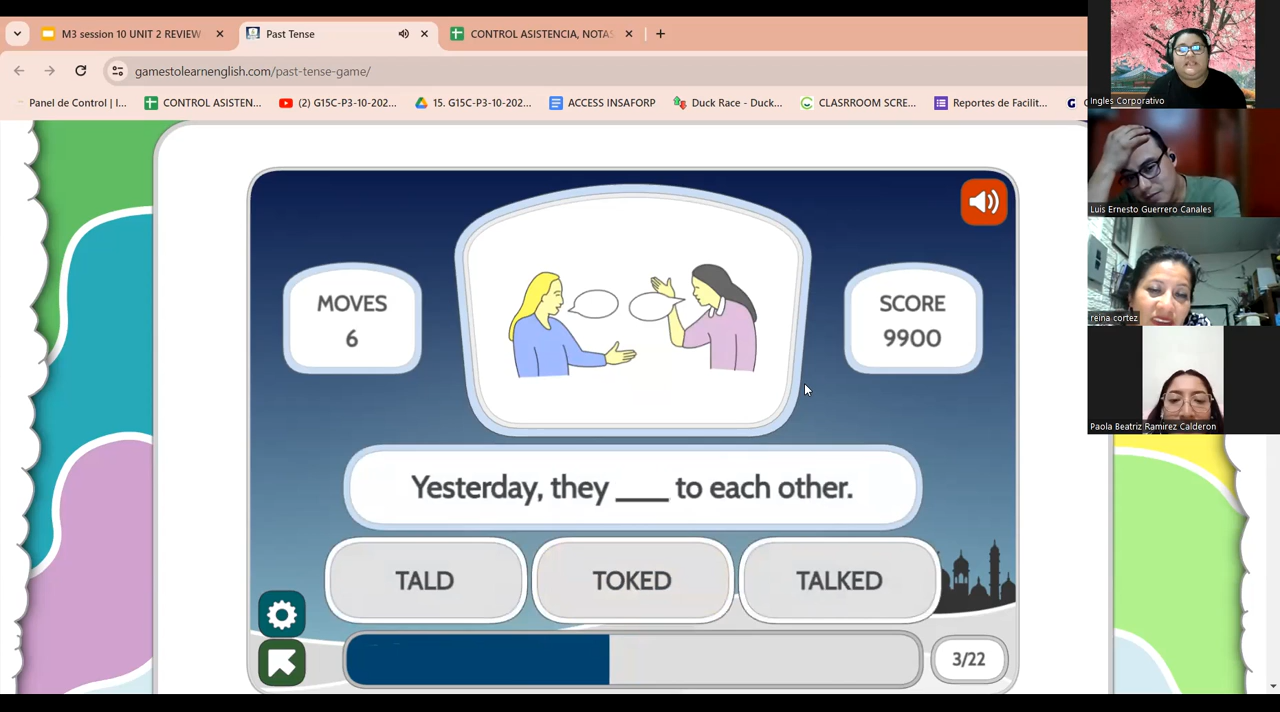 M3 session 10 UNIT 2 REVIEW
Past Tense
CONTROL ASISTENCIA, NOTAS
gamestolearnenglish.com/past-tense-game/
Panel de Control | I...
CONTROL ASISTEN...
(2) G15C-P3-10-202...
15. G15C-P3-10-202...
ACCESS INSAFORP
Duck Race - Duck...
CLASRROOM SCRE...
Reportes de Facilit...
Ingles Corporativo
Luis Ernesto Guerrero Canales
reina cortez
Paola Beatriz Ramirez Calderon
MOVES
6
SCORE
9900
Yesterday, they ____ to each other.
TALD
TOKED
TALKED
3/22